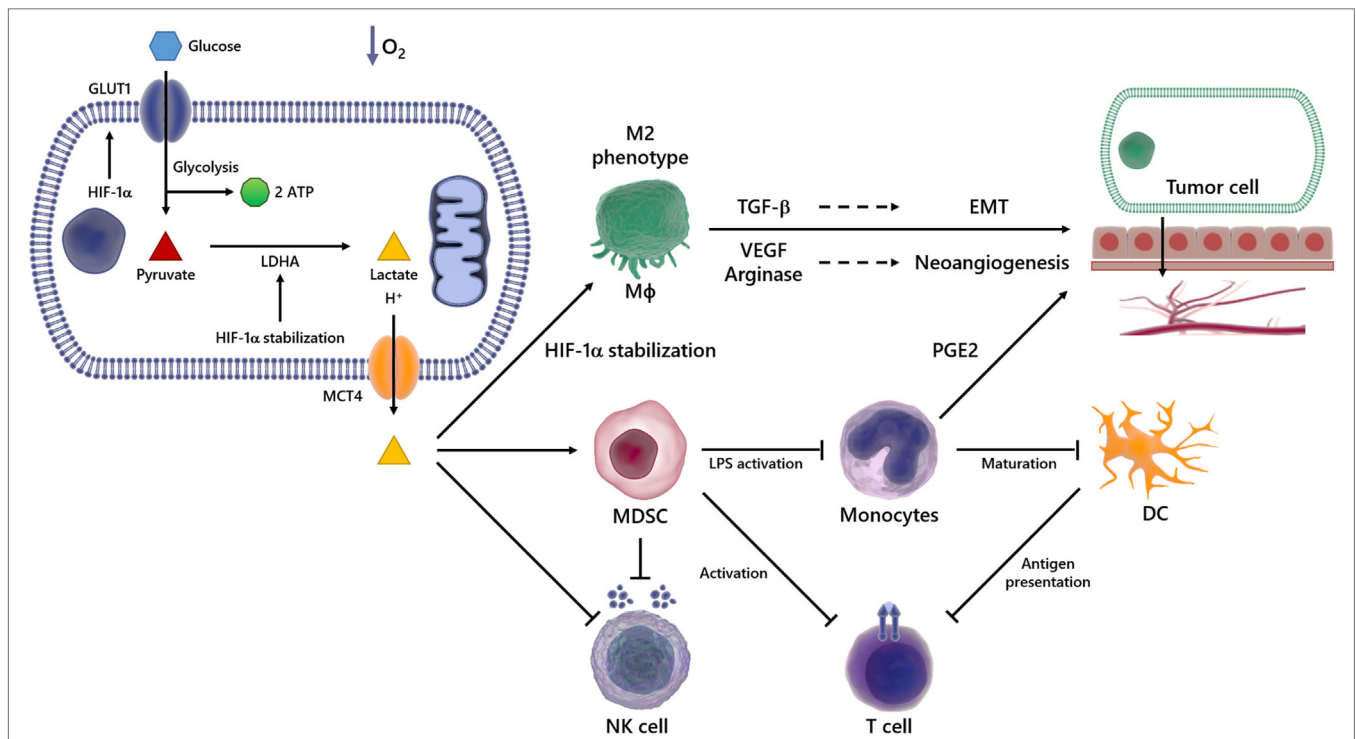 Glucose
O₂
GLUT1
Glycolysis
HIF-1α
2 ATP
Pyruvate
LDHA
Lactate
H⁺
HIF-1α stabilization
MCT4
M2
phenotype
Mϕ
HIF-1α stabilization
TGF-β
EMT
VEGF
Arginase
Neoangiogenesis
Tumor cell
PGE2
MDSC
LPS activation
Monocytes
Maturation
DC
Activation
Antigen
presentation
NK cell
T cell